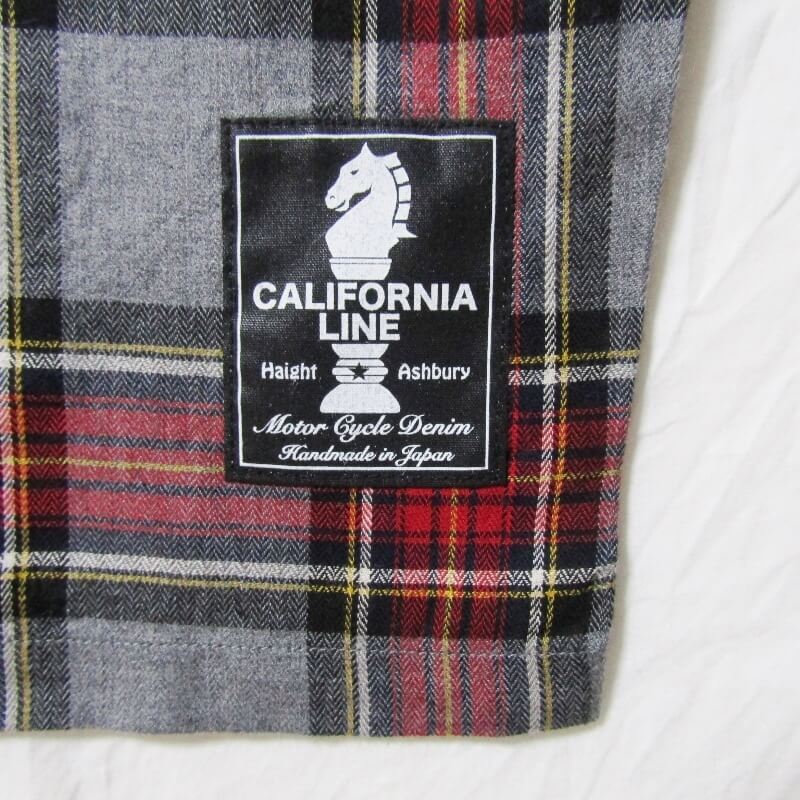 CALIFORNIA
LINE
Haight Ashbury
Motor Cycle Denim
Handmade in Japan